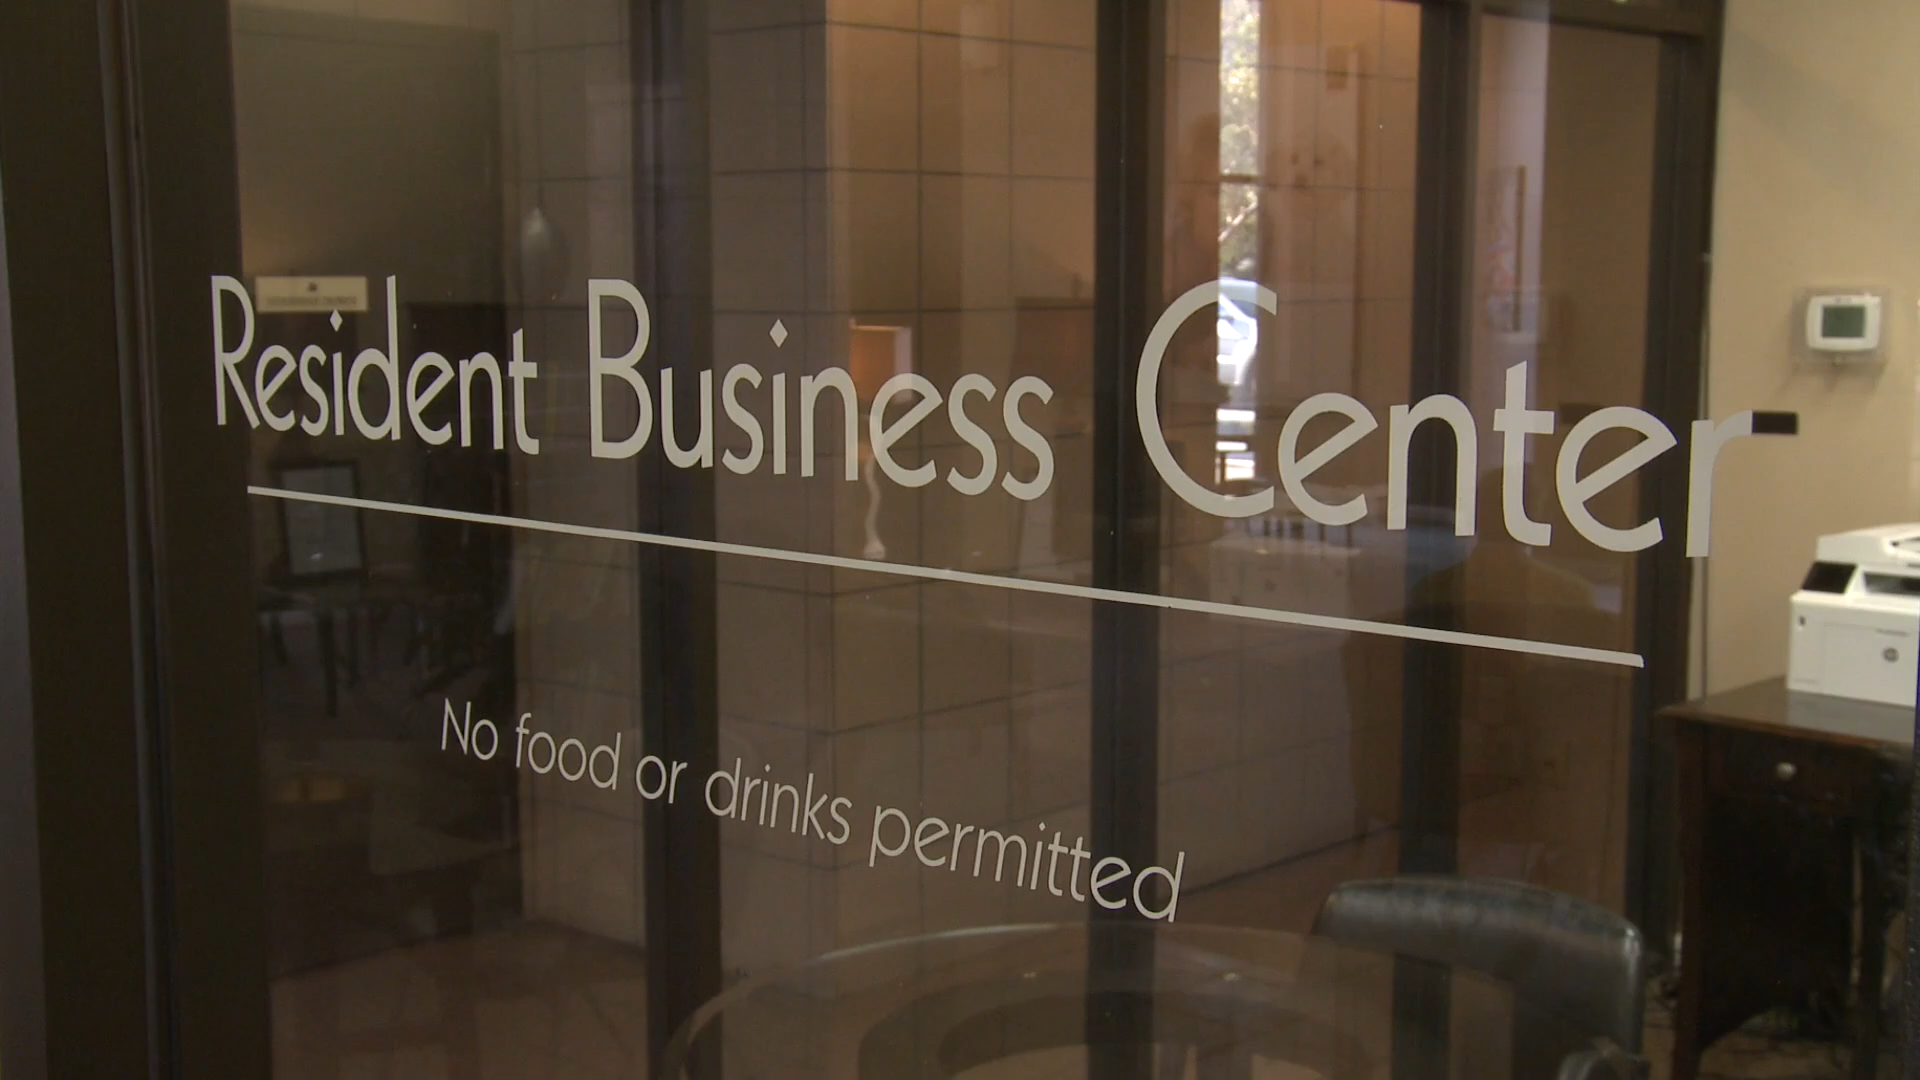 Resident Business Center
No food or drinks permitted